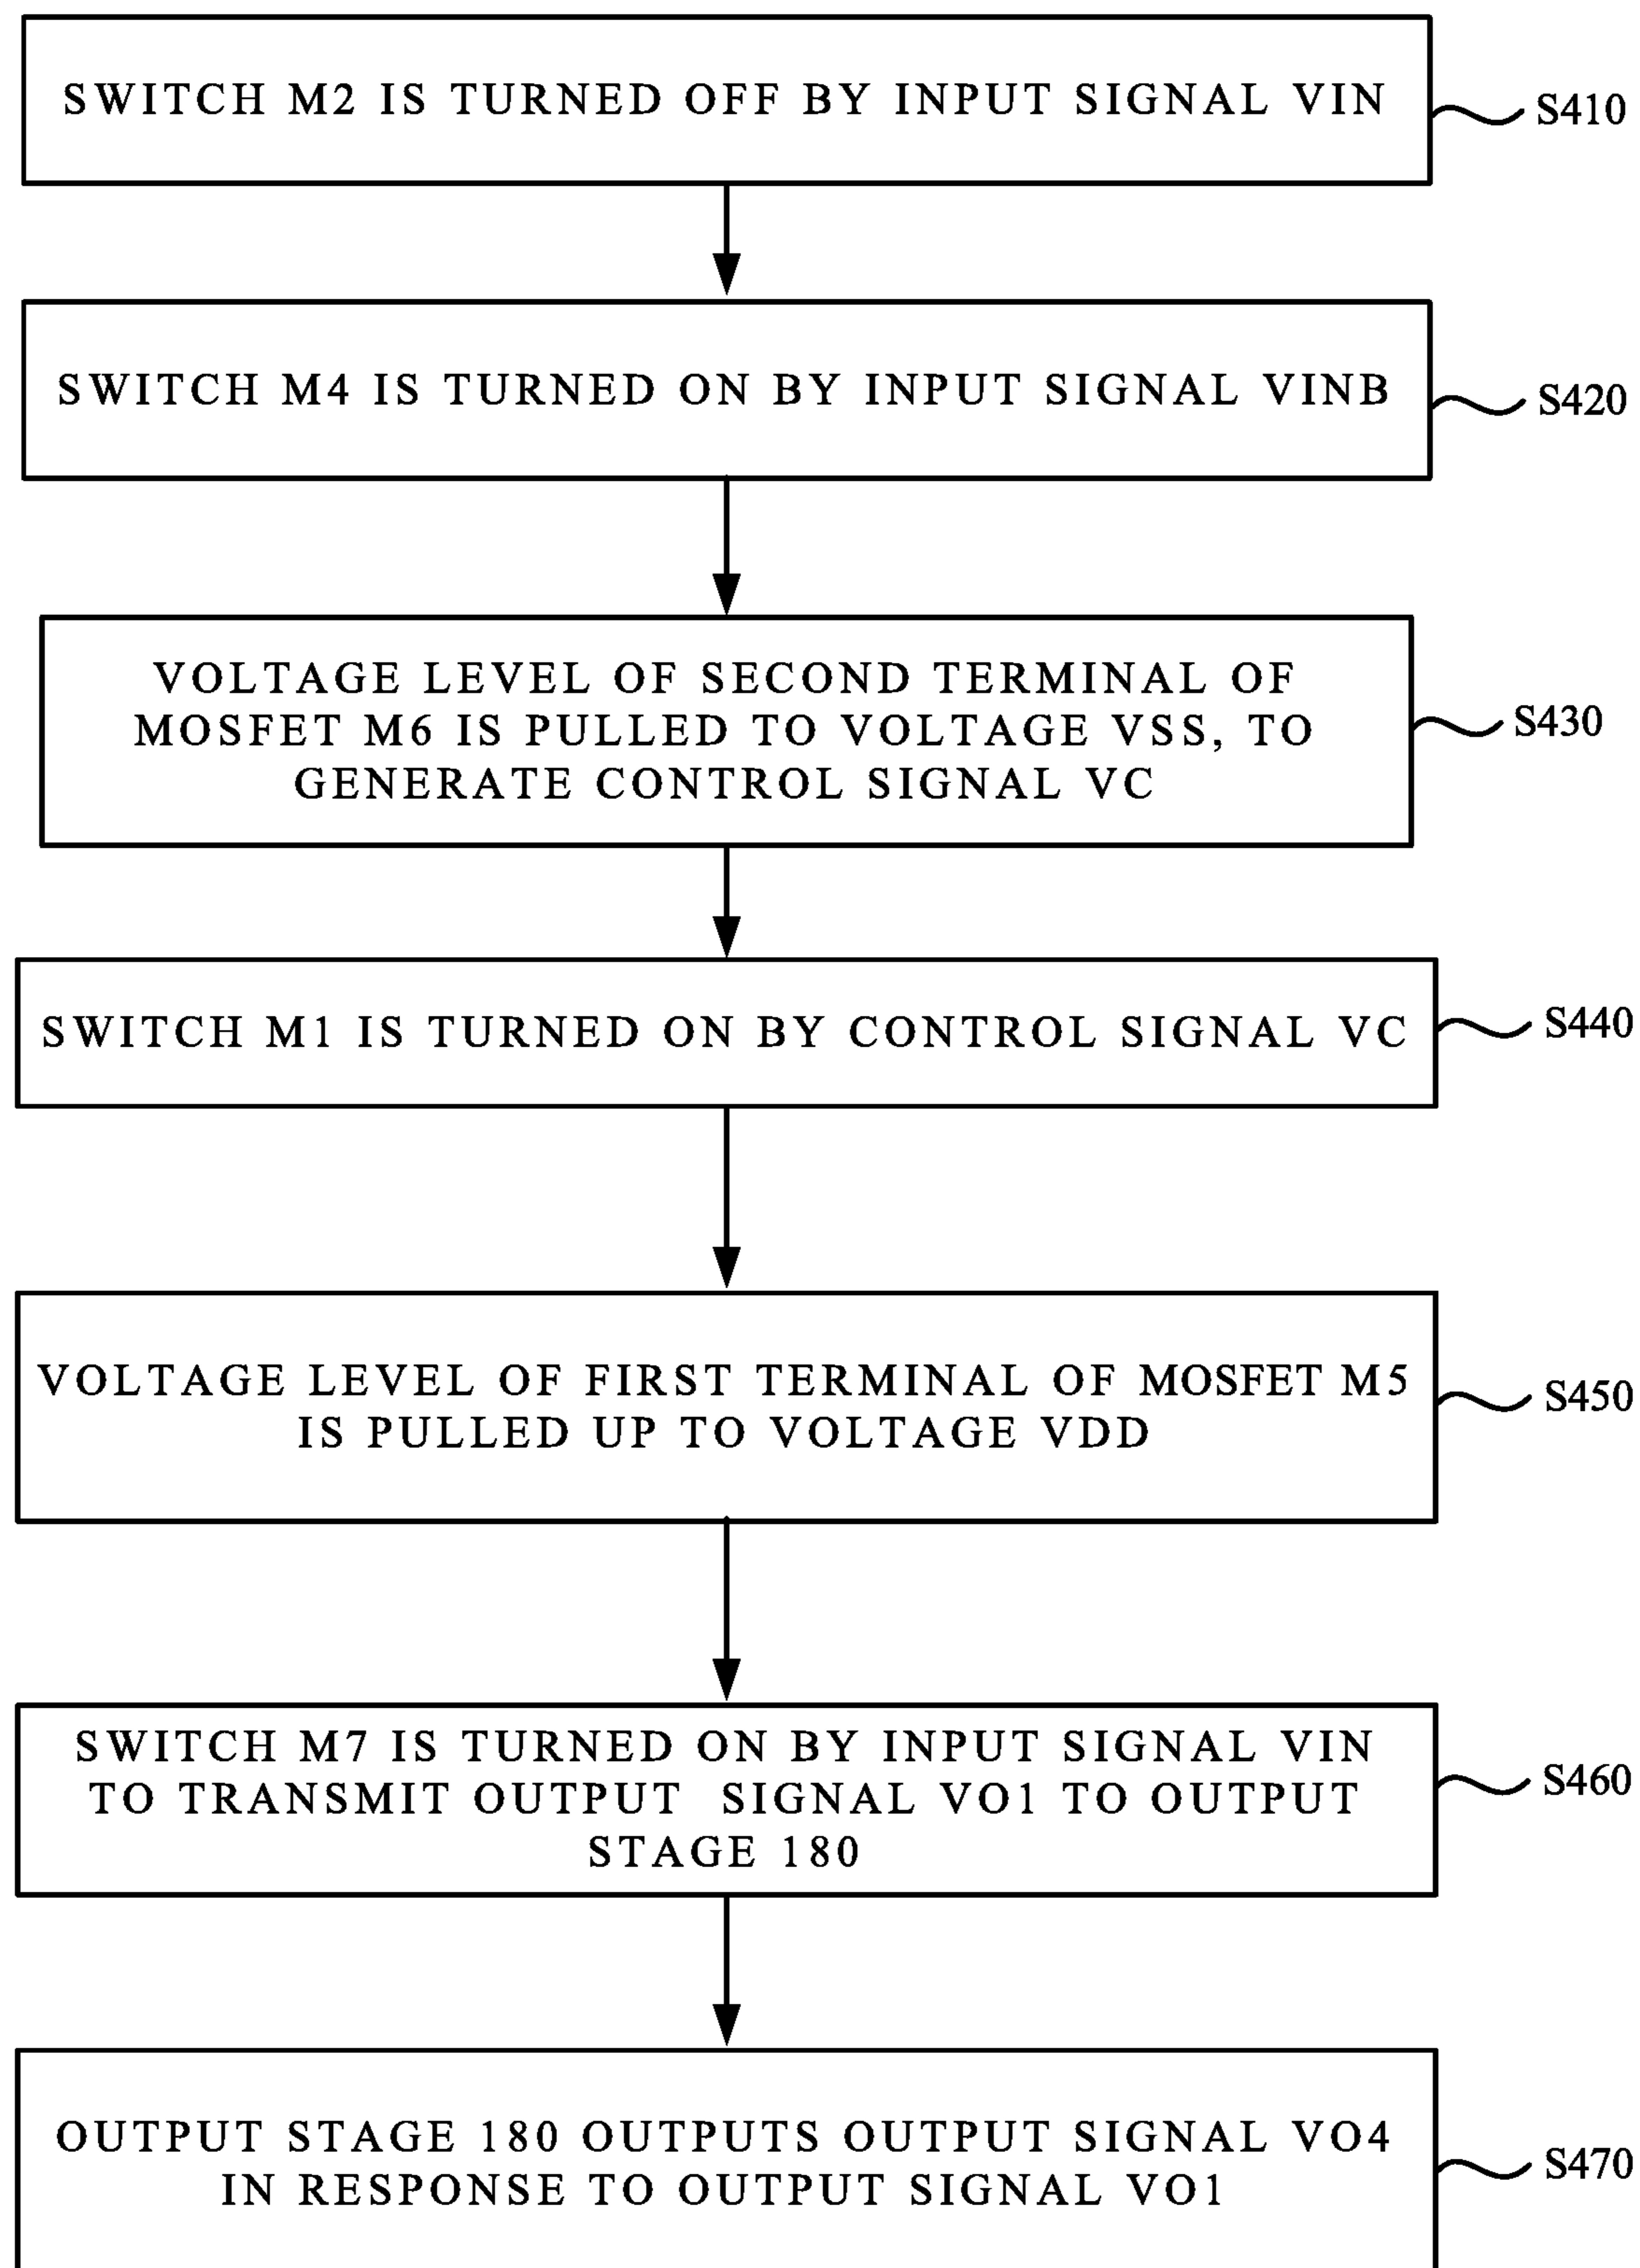 SWITCH M2 IS TURNED OFF BY INPUT SIGNAL VIN
S410
SWITCH M4 IS TURNED ON BY INPUT SIGNAL VINB
S420
VOLTAGE LEVEL OF SECOND TERMINAL OF
MOSFET M6 IS PULLED TO VOLTAGE VSS, TO
GENERATE CONTROL SIGNAL VC
S430
SWITCH M1 IS TURNED ON BY CONTROL SIGNAL VC
S440
VOLTAGE LEVEL OF FIRST TERMINAL OF MOSFET M5
IS PULLED UP TO VOLTAGE VDD
S450
SWITCH M7 IS TURNED ON BY INPUT SIGNAL VIN
TO TRANSMIT OUTPUT SIGNAL VO1 TO OUTPUT
STAGE 180
S460
OUTPUT STAGE 180 OUTPUTS OUTPUT SIGNAL VO4
IN RESPONSE TO OUTPUT SIGNAL VO1
S470